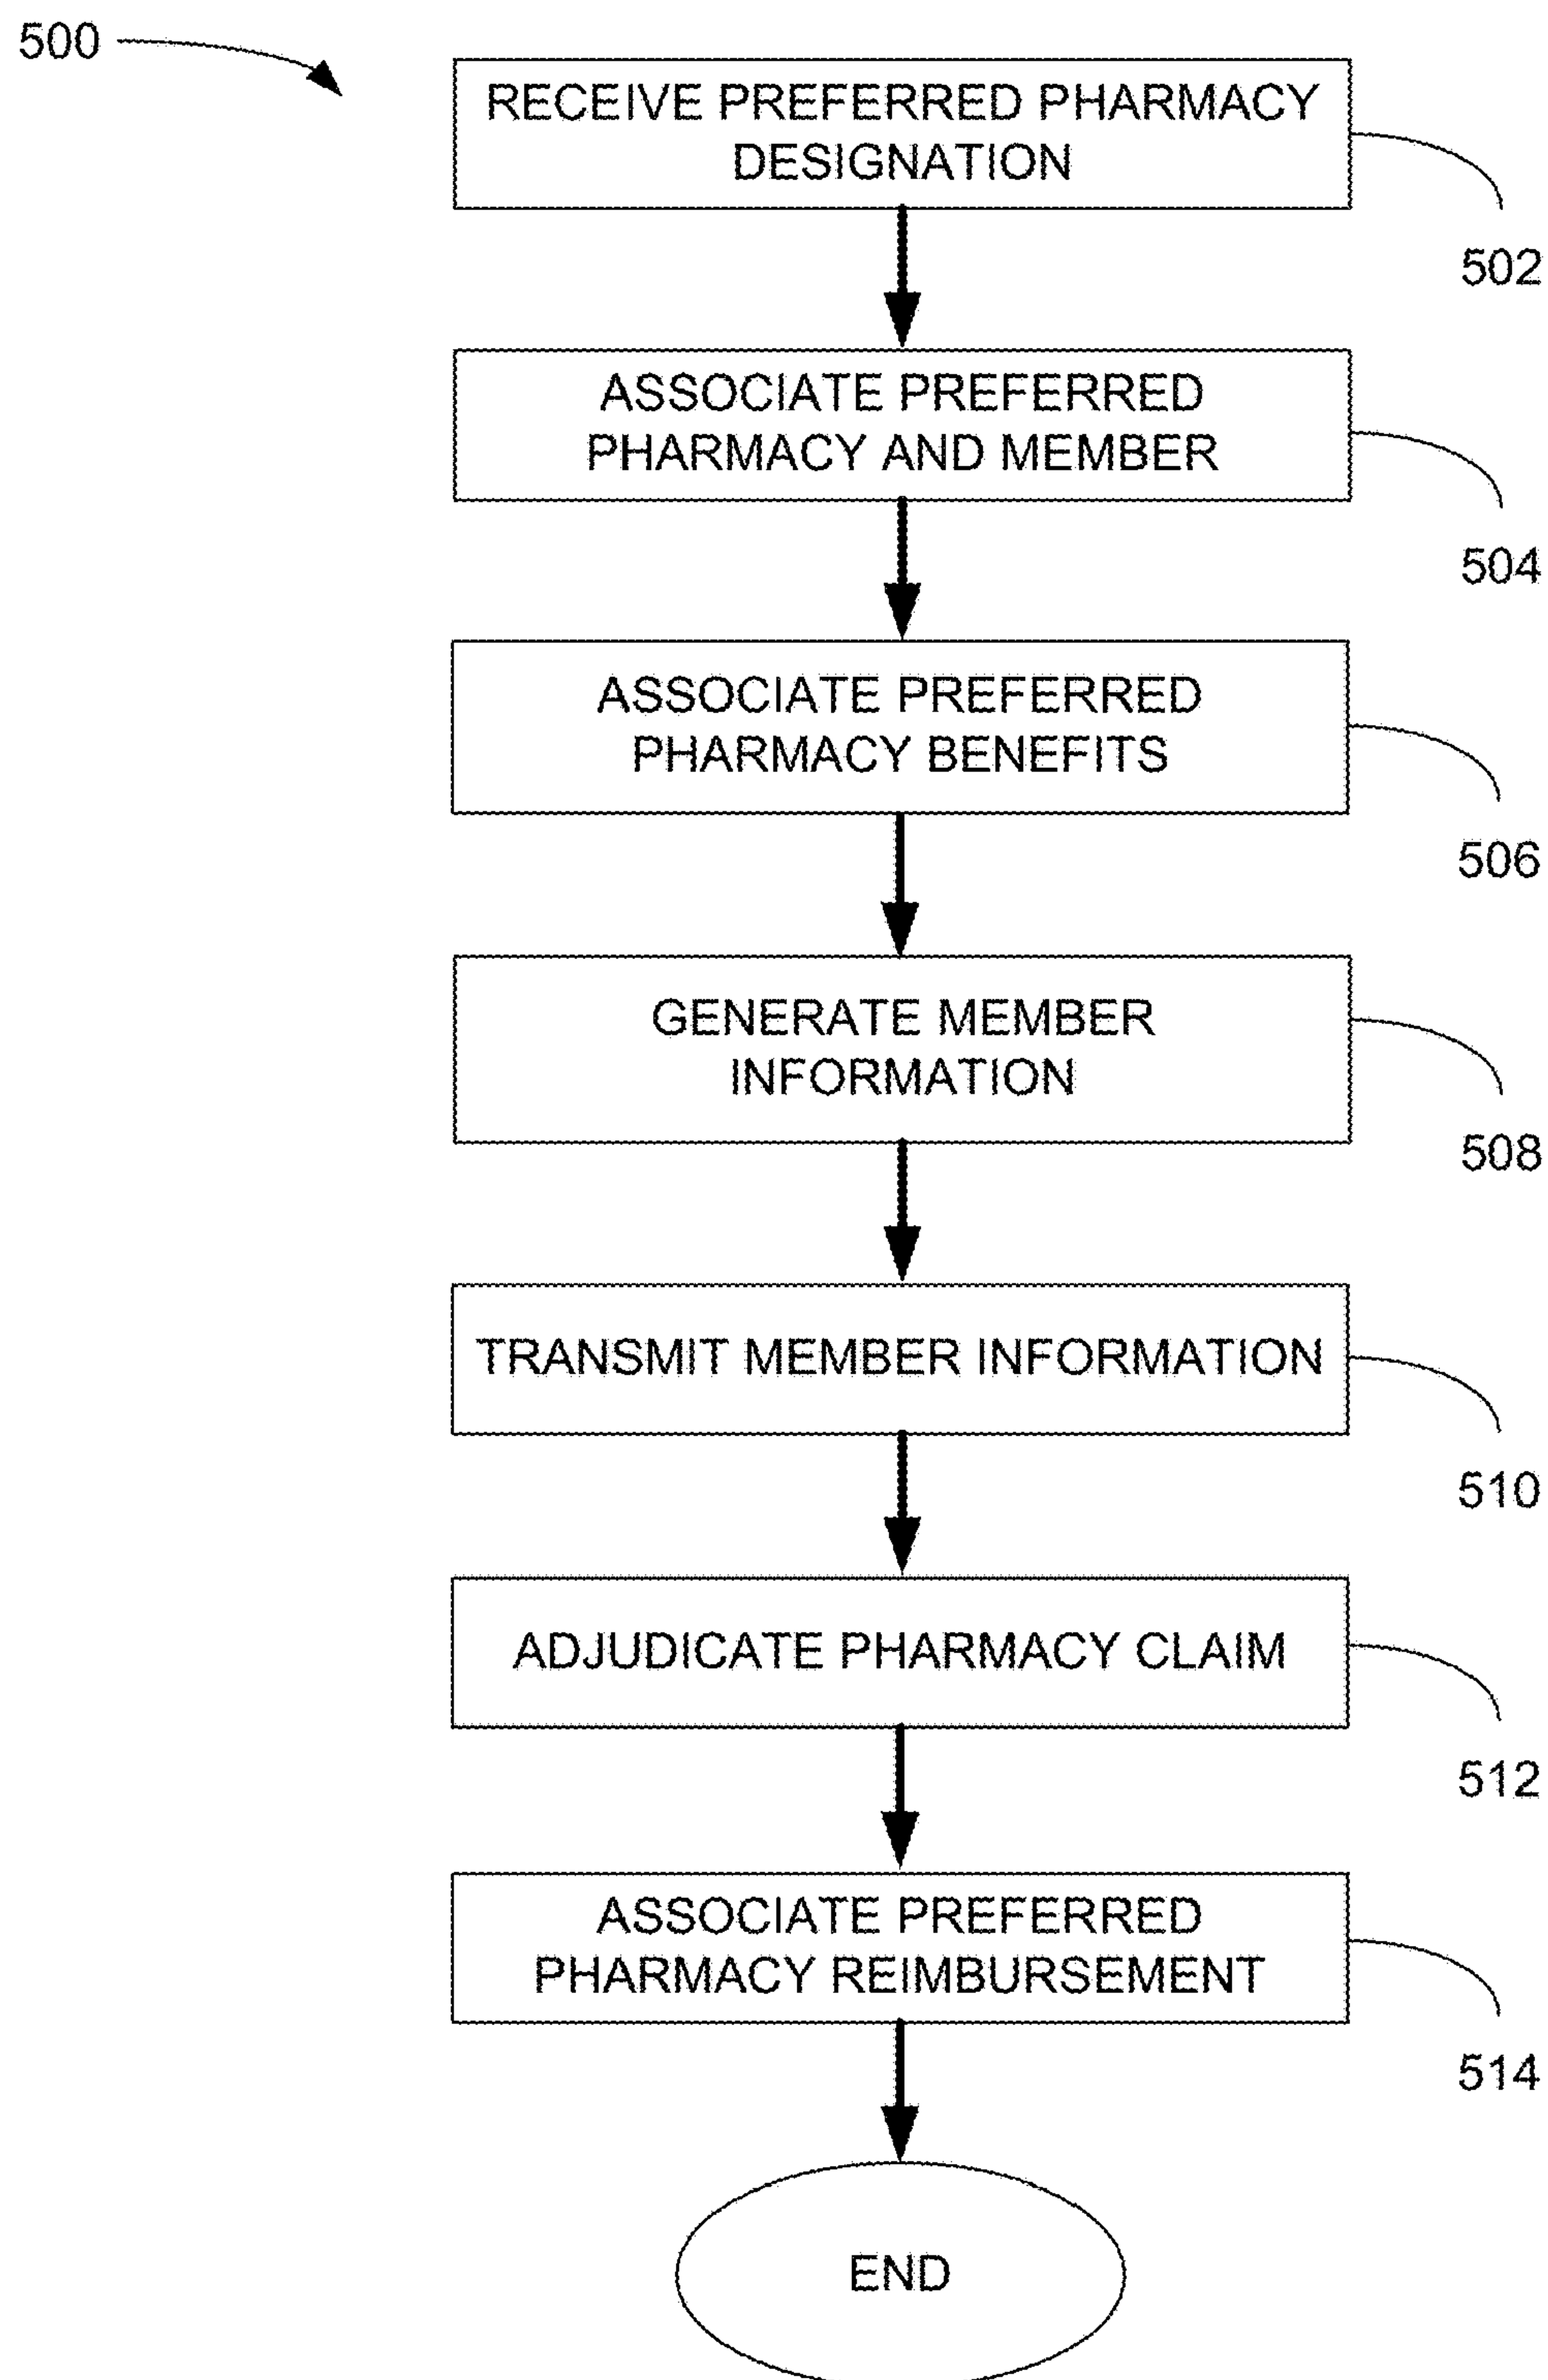 500
RECEIVE PREFERRED PHARMACY
DESIGNATION
502
ASSOCIATE PREFERRED
PHARMACY AND MEMBER
504
ASSOCIATE PREFERRED
PHARMACY BENEFITS
506
GENERATE MEMBER
INFORMATION
508
TRANSMIT MEMBER INFORMATION
510
ADJUDICATE PHARMACY CLAIM
512
ASSOCIATE PREFERRED
PHARMACY REIMBURSEMENT
514
END